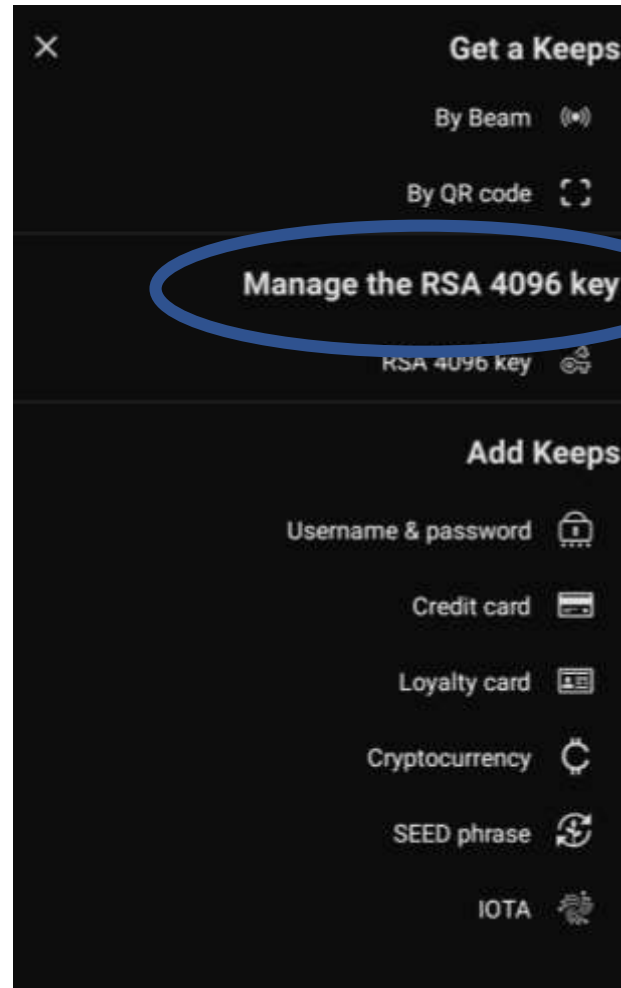 Get a Keeps
By Beam
By QR code
Manage the RSA 4096 key
RSA 4096 key
Add Keeps
Username & password
Credit card
Loyalty card
Cryptocurrency
SEED phrase
IOTA